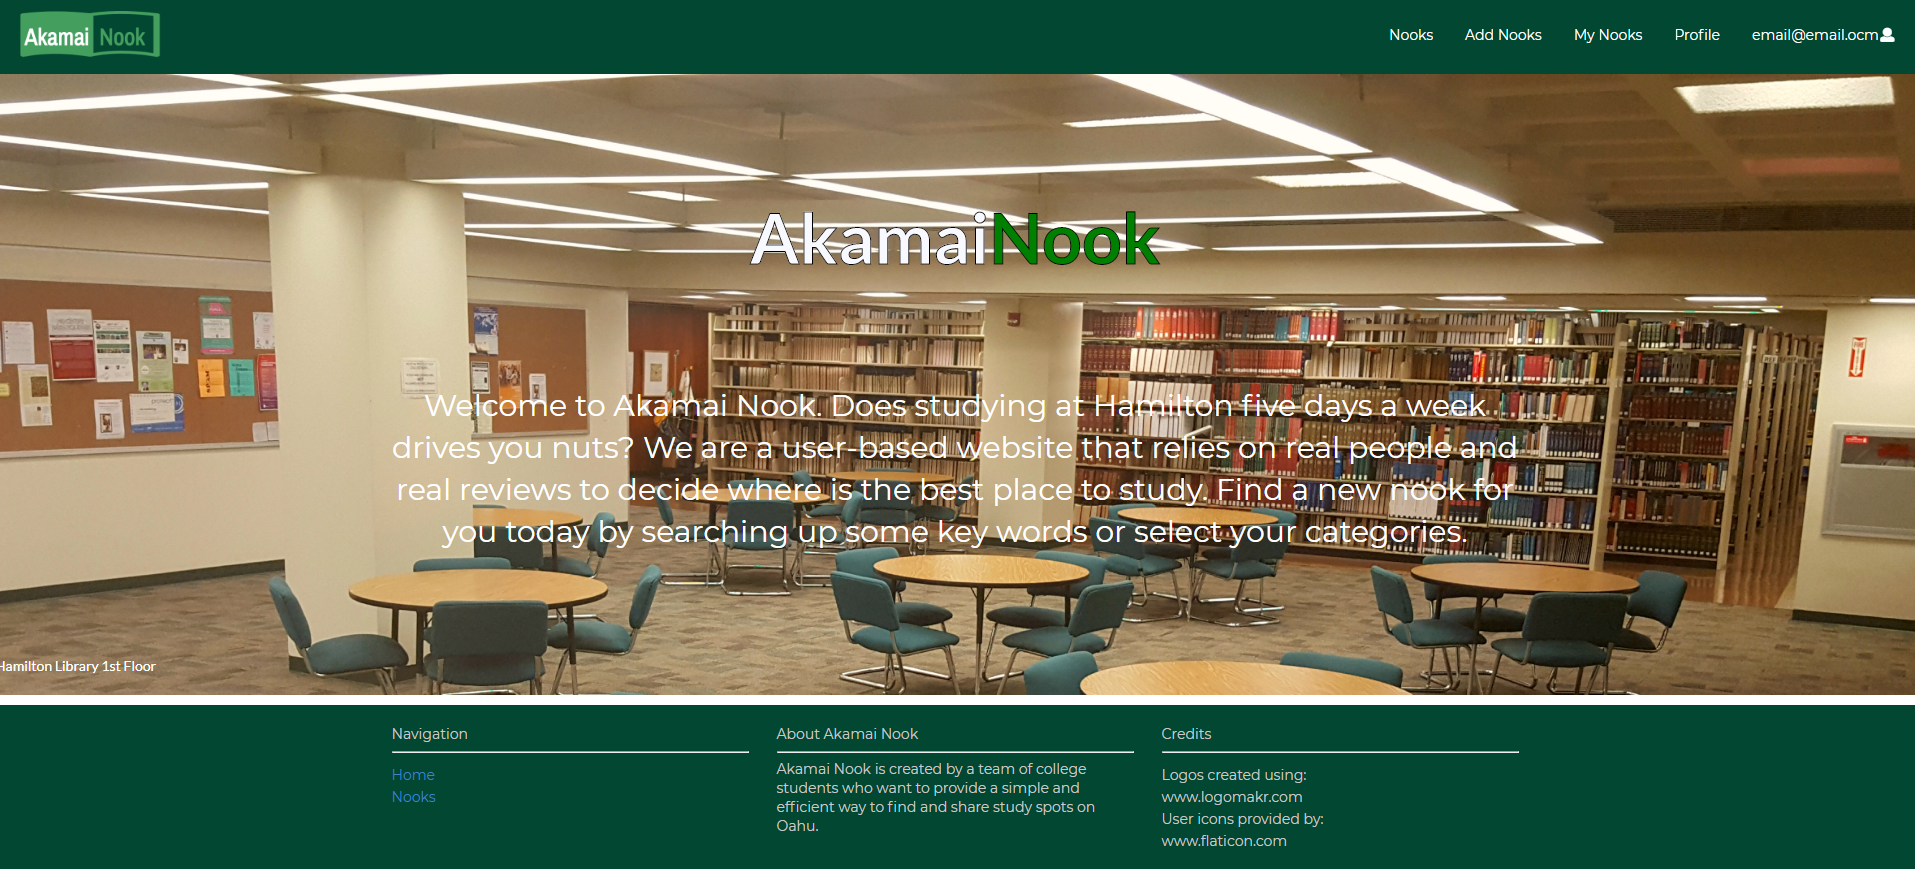 Akamai Nook
Nooks Add Nooks My Nooks Profile email@email.ocm
AkamaiNook
Welcome to Akamai Nook. Does studying at Hamilton five days a week
drives you nuts? We are a user-based website that relies on real people and
real reviews to decide where is the best place to study. Find a new nook for
you today by searching up some key words or select your categories.
Hamilton Library 1st Floor
Navigation
Home
Nooks
About Akamai Nook
Akamai Nook is created by a team of college
students who want to provide a simple and
efficient way to find and share study spots on
Oahu.
Credits
Logos created using:
www.logomakr.com
User icons provided by:
www.flaticon.com